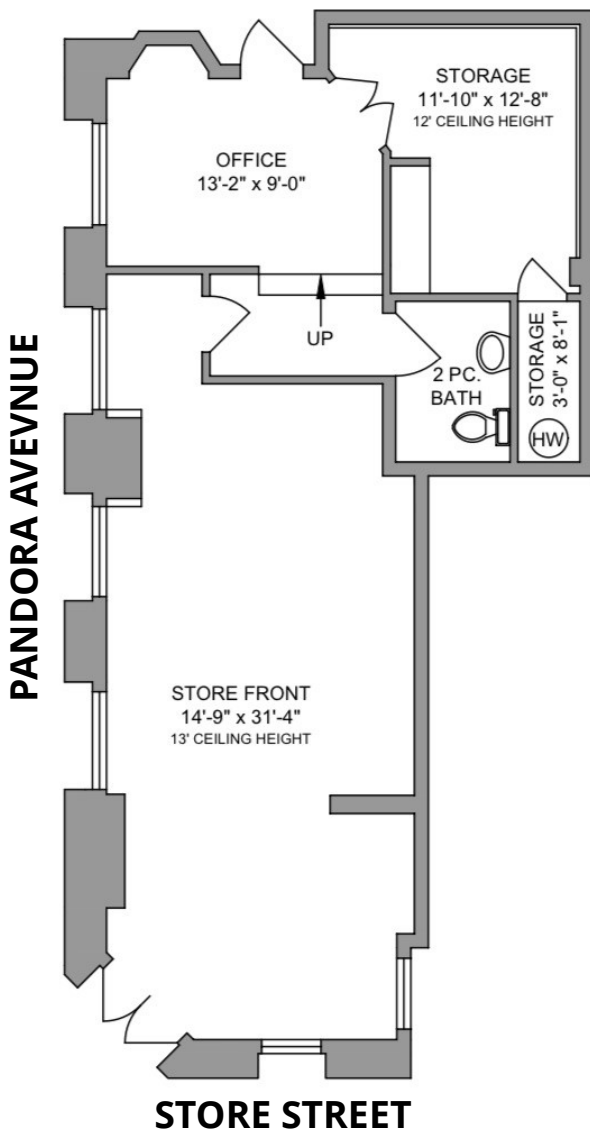 STORAGE
11'-10" x 12'-8"
12' CEILING HEIGHT
OFFICE
13'-2" x 9'-0"
UP
2 PC.
BATH
STORAGE
3'-0" x 8'-1"
HW
PANDORA AVEVNUE
STORE FRONT
14'-9" x 31'-4"
13' CEILING HEIGHT
STORE STREET